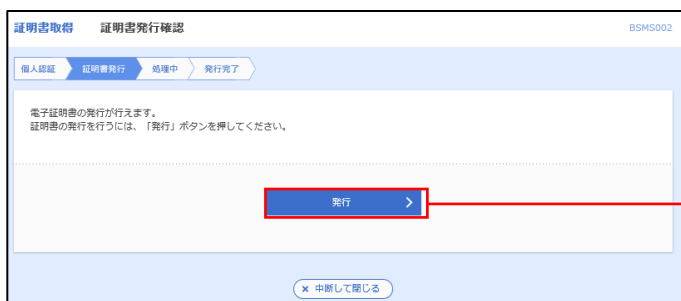 証明書取得 証明書発行確認 BSMS002
個人認証 証明書発行 処理中 発行完了
電子証明書の発行が行えます。
証明書の発行を行うには、「発行」ボタンを押してください。
発行
× 中断して閉じる